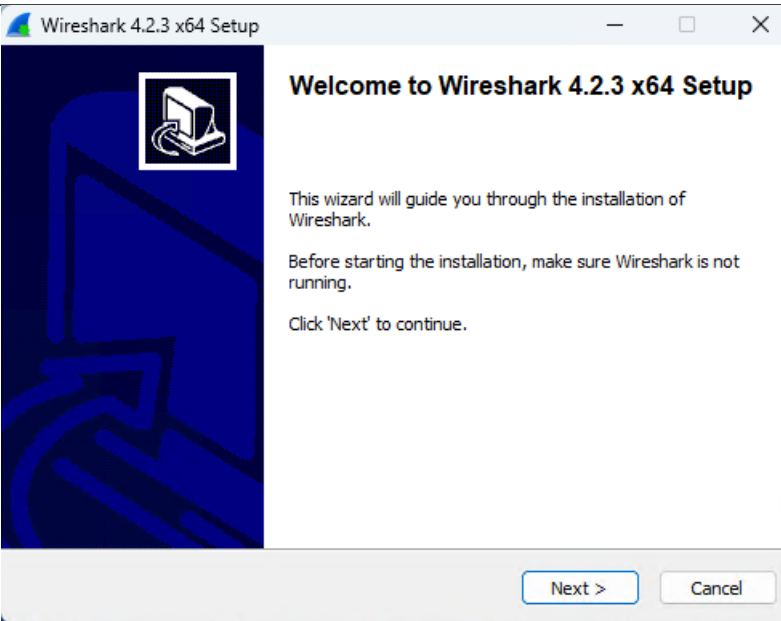 Wireshark 4.2.3 x64 Setup
Welcome to Wireshark 4.2.3 x64 Setup
This wizard will guide you through the installation of
Wireshark.
Before starting the installation, make sure Wireshark is not
running.
Click 'Next' to continue.
Next >
Cancel